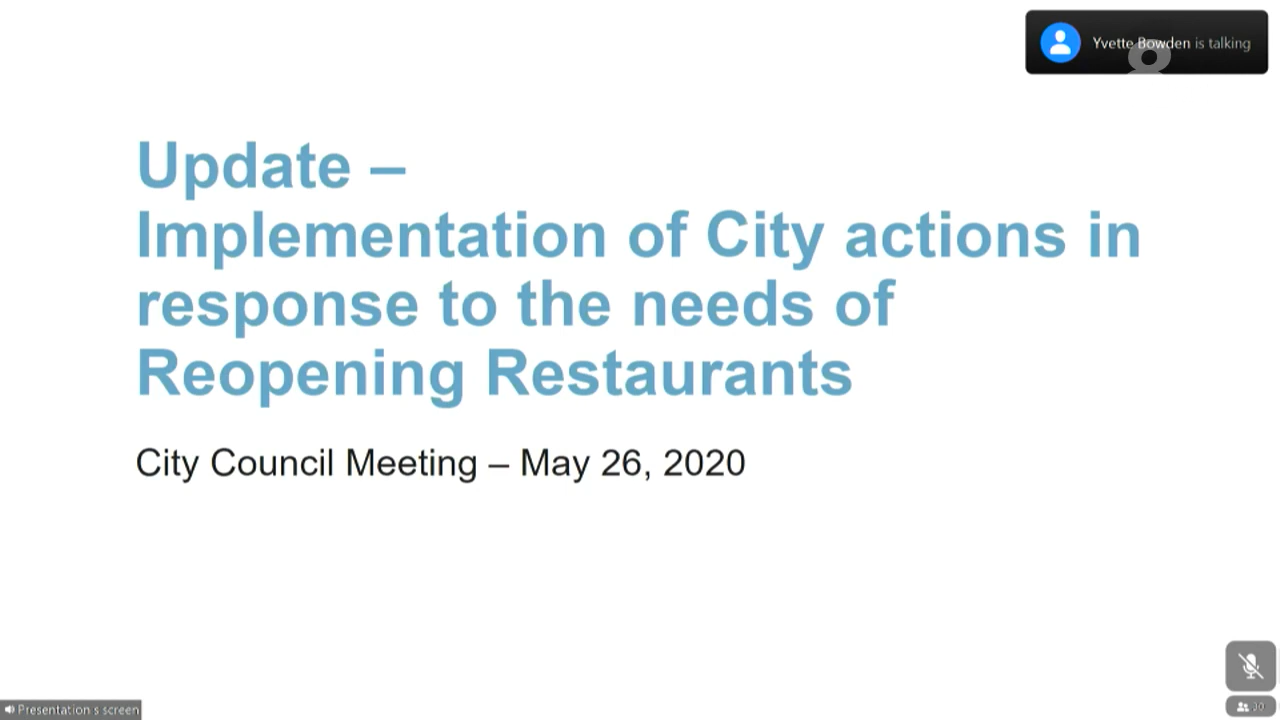 Yvette Bowden is talking
8
Update –
Implementation of City actions in
response to the needs of
Reopening Restaurants
City Council Meeting – May 26, 2020
Presentation s screen